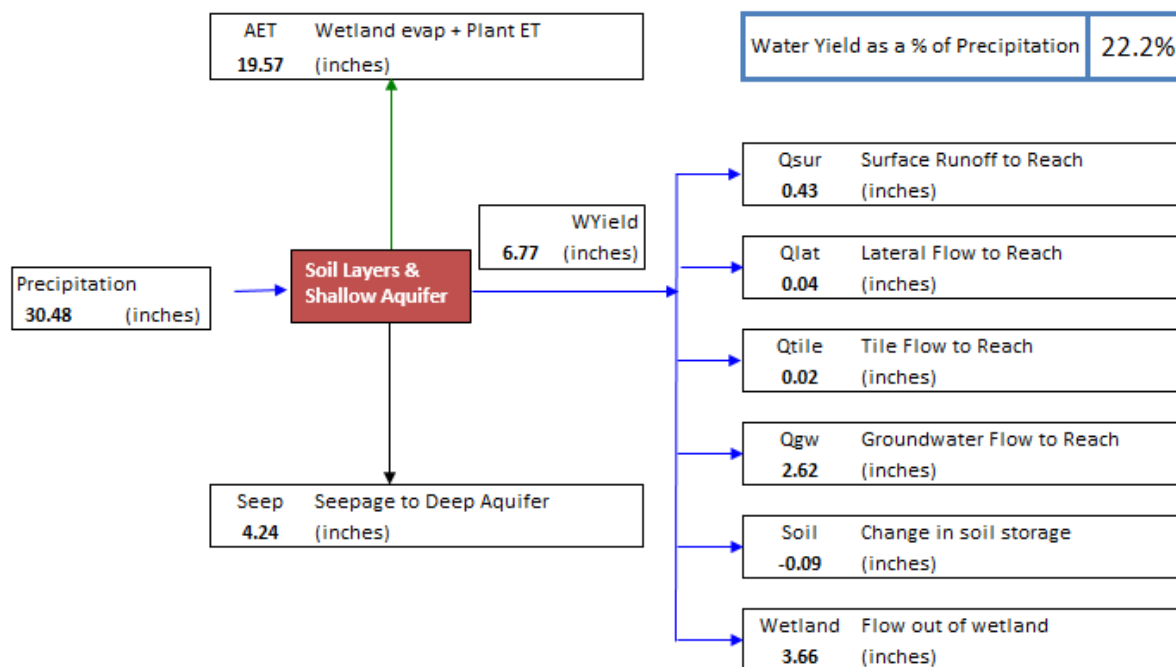 AET Wetland evap + Plant ET
19.57 (inches)
Water Yield as a % of Precipitation 22.2%
Qsur Surface Runoff to Reach
0.43 (inches)
WYield
6.77 (inches)
Qlat Lateral Flow to Reach
0.04 (inches)
Precipitation
30.48 (inches)
Soil Layers &
Shallow Aquifer
Qtile Tile Flow to Reach
0.02 (inches)
Qgw Groundwater Flow to Reach
2.62 (inches)
Seep Seepage to Deep Aquifer
4.24 (inches)
Soil Change in soil storage
-0.09 (inches)
Wetland Flow out of wetland
3.66 (inches)